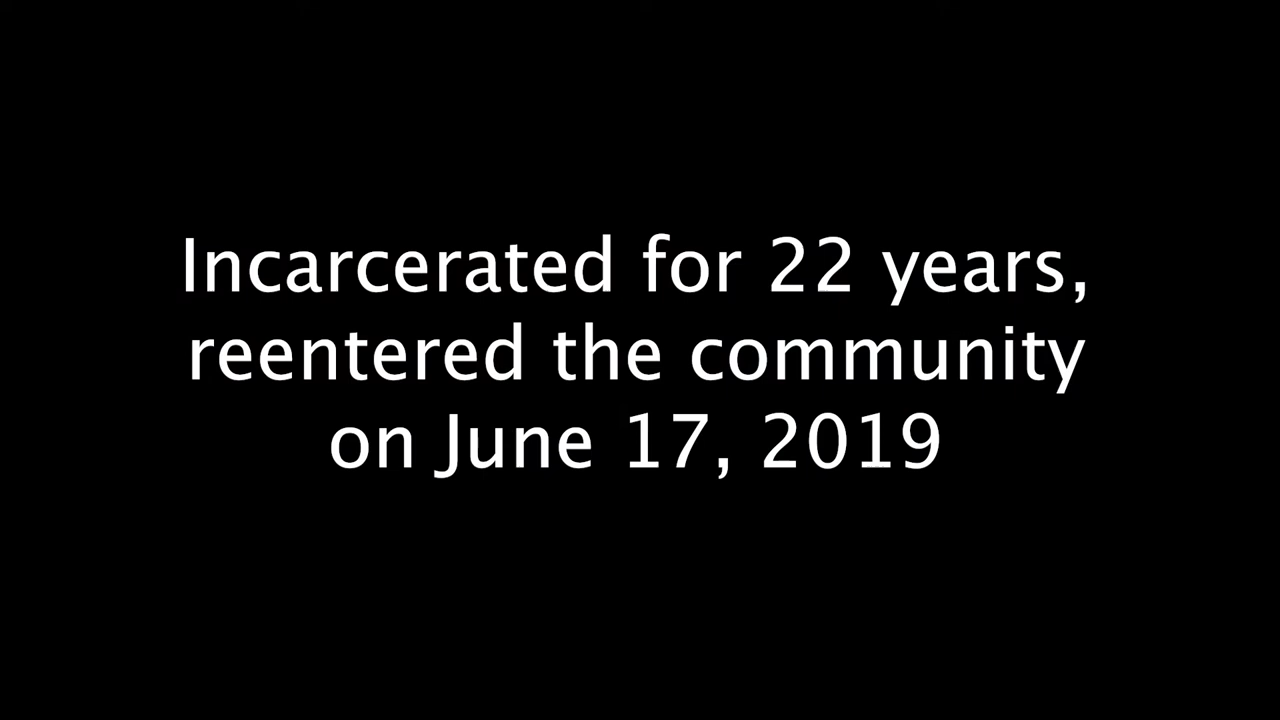 Incarcerated for 22 years,
reentered the community
on June 17, 2019